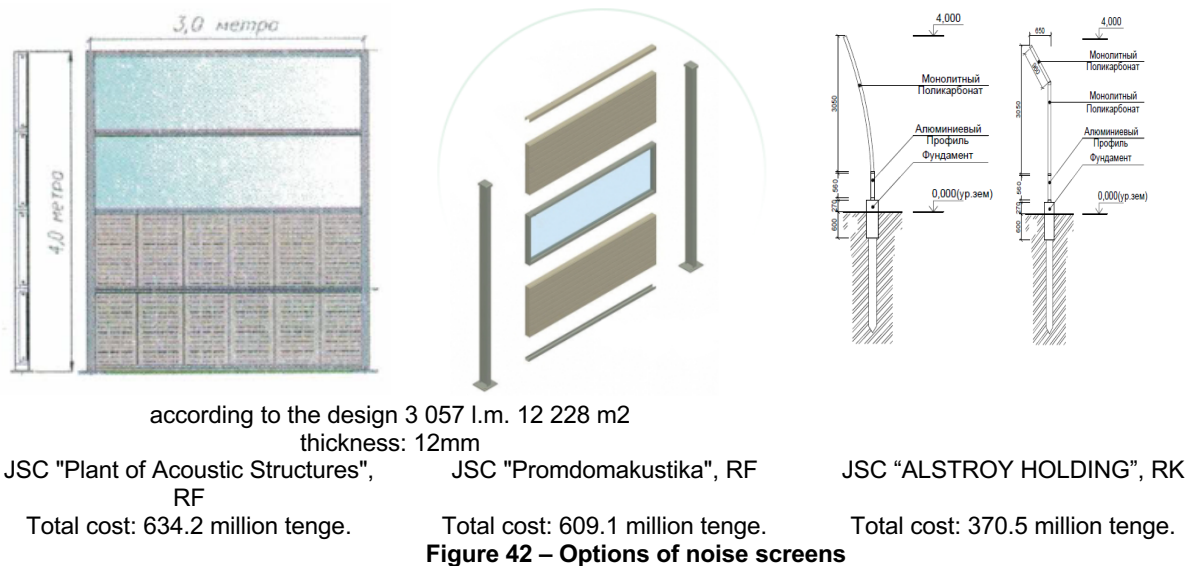 3,0 метра
4,0 метра
4,000
3050
Монолитный
Поликарбонат
Алюминиевый
Профиль
Фундамент
560
270
600
0,000(ур.зем)
650
4,000
900
3050
Монолитный
Поликарбонат
Монолитный
Поликарбонат
Алюминиевый
Профиль
Фундамент
560
270
600
0,000(ур.зем)
according to the design 3 057 l.m. 12 228 m2
thickness: 12mm
JSC "Plant of Acoustic Structures",
RF
Total cost: 634.2 million tenge.
JSC "Promdomakustika", RF
Total cost: 609.1 million tenge.
JSC “ALSTROY HOLDING”, RK
Total cost: 370.5 million tenge.
Figure 42 – Options of noise screens